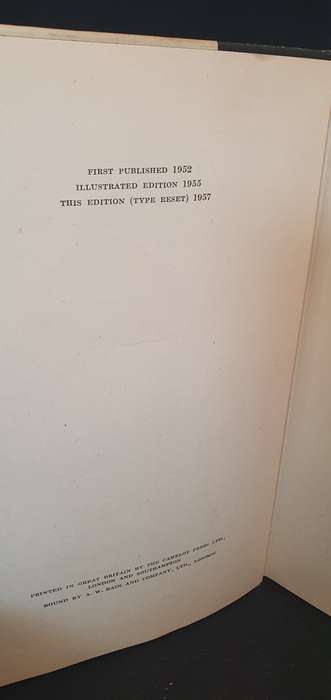 FIRST PUBLISHED 1952
ILLUSTRATED EDITION 1955
THIS EDITION (TYPE RESET) 1957
PRINTED IN GREAT BRITAIN BY THE CAMELOT PRESS LTD.,
LONDON AND SOUTHAMPTON
BOUND BY A. W. BAIN AND COMPANY, LTD., LONDON